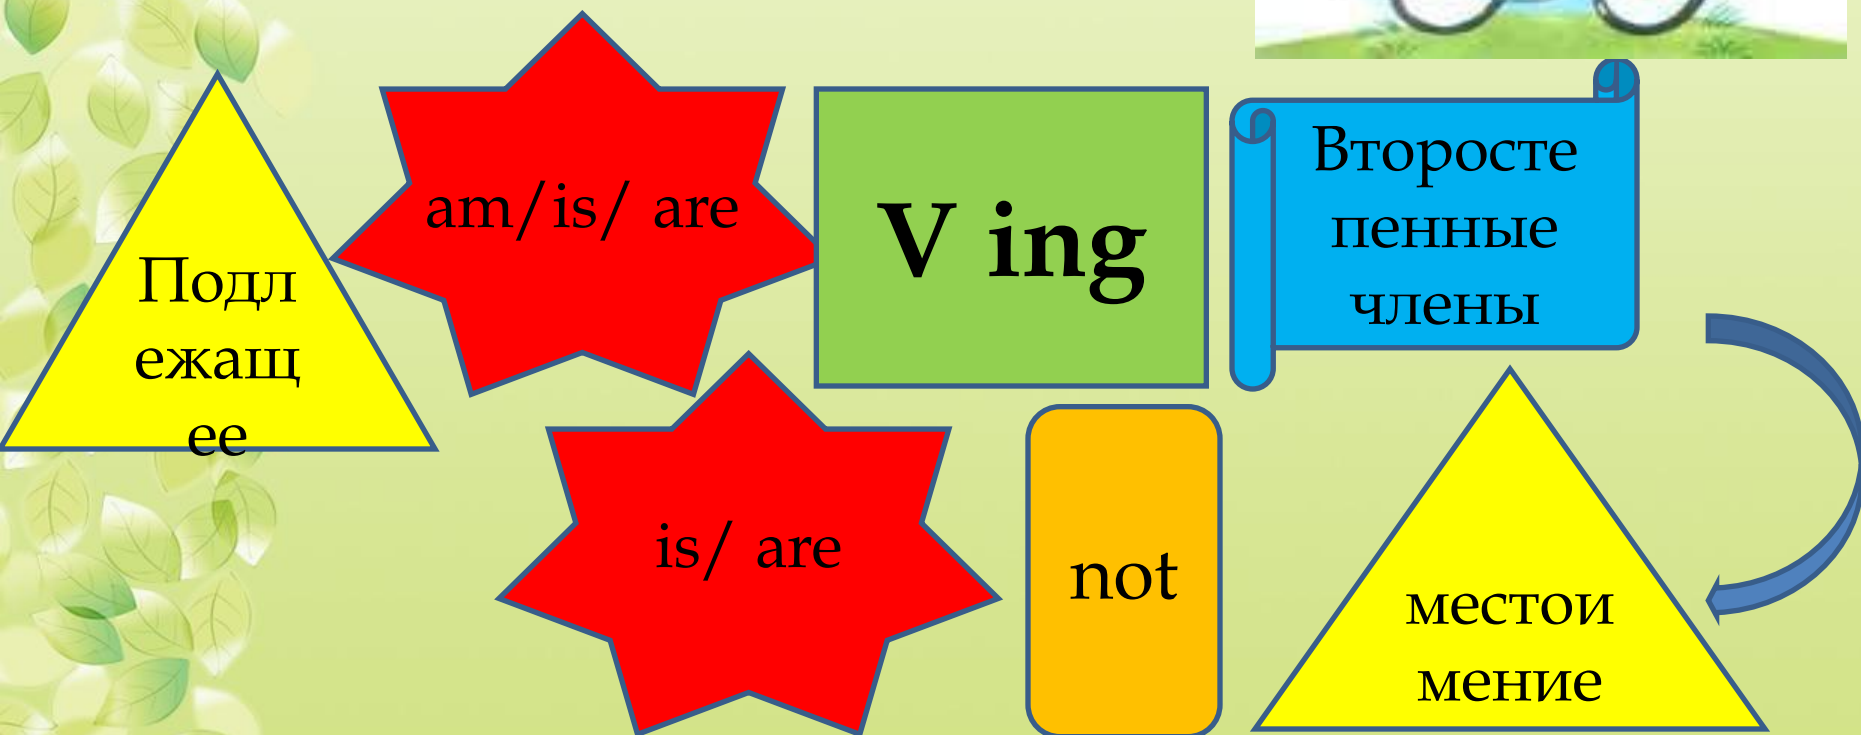 Подл
ежащ
ее
am/is/ are
V ing
Второсте
пенные
члены
is/ are
not
местои
мение